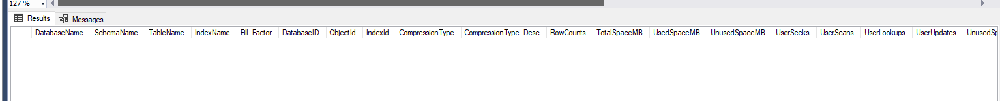 127 %
Results Messages
DatabaseName SchemaName TableName IndexName Fill_Factor DatabaseID ObjectId IndexId CompressionType CompressionType_Desc RowCounts TotalSpaceMB UsedSpaceMB UnusedSpaceMB UserSeeks UserScans UserLookups UserUpdates UnusedSp